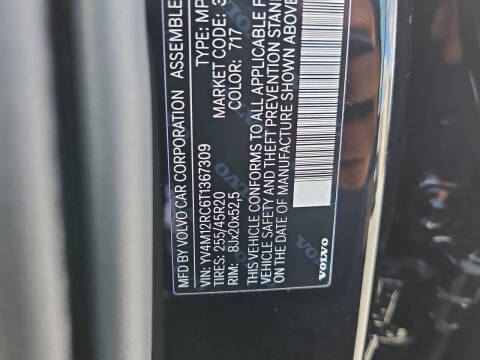 MFD BY VOLVO CAR CORPORATION ASSEMBLE
TYPE: MP
MARKET CODE: 3
VIN: YV4M12RC6T1367309
TIRES: 255/45R20 COLOR: 717
RIM: 8Jx20x52,5
THIS VEHICLE CONFORMS TO ALL APPLICABLE F
VEHICLE SAFETY AND THEFT PREVENTION STAN
ON THE DATE OF MANUFACTURE SHOWN ABOVE
VOLVO